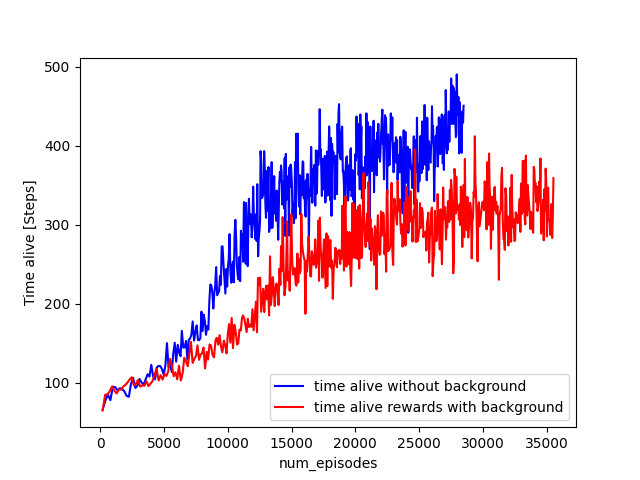 500
400
300
200
100
Time alive [Steps]
time alive without background
time alive rewards with background
0 5000 10000 15000 20000 25000 30000 35000
num_episodes